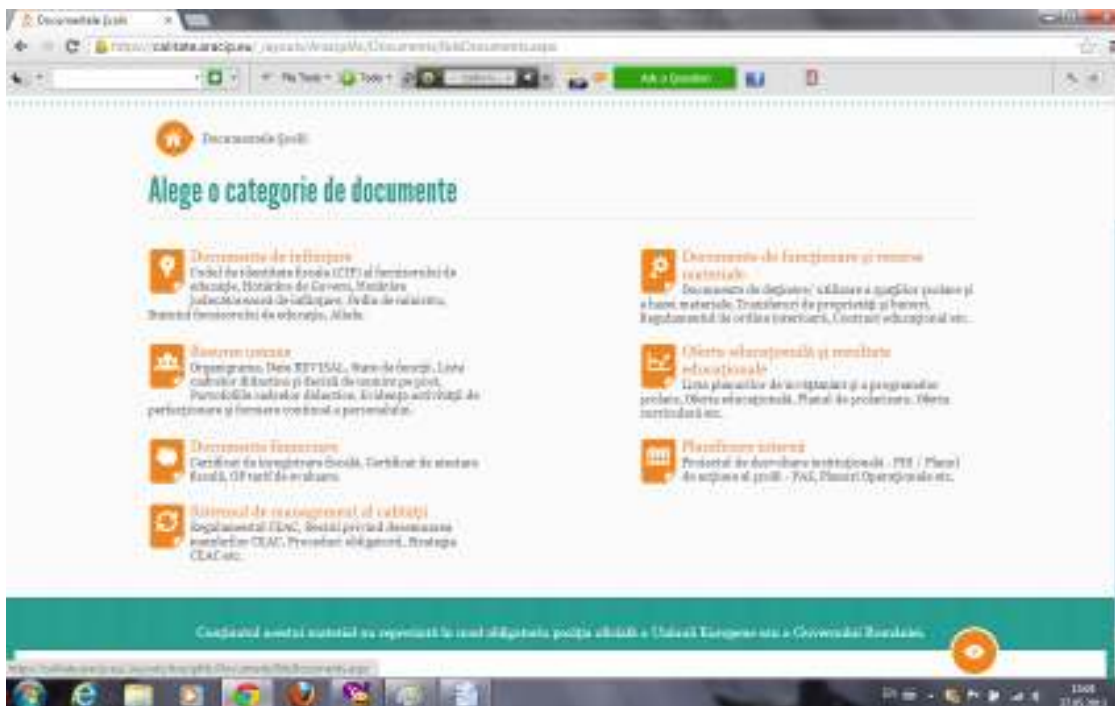 Documentele Școlii
calitate.aracip.eu
Ask a Question
Documentele Școlii
Alege o categorie de documente
Documente de înființare
Codul de identitate fiscală (CIF) al furnizorului de
educație, Hotărâre de Guvern, Hotărâre
judecătorească de înființare, Ordin de ministru,
Statutul furnizorului de educație, Altele.
Resurse umane
Organigrama, Date REVISAL, State de funcții, Lista
cadrelor didactice și decizii de numire pe post,
Portofoliile cadrelor didactice, Evidența activității de
perfecționare și formare continuă a personalului.
Documente financiare
Certificat de înregistrare fiscală, Certificat de atestare
fiscală, OP tarif de evaluare.
Sistemul de management al calității
Regulamentul CEAC, Decizii privind desemnarea
membrilor CEAC, Proceduri obligatorii, Strategia
CEAC etc.
Documente de funcționare și resurse
materiale
Documente de deținere/ utilizare a spațiilor școlare și
a bazei materiale, Transferuri de proprietăți și bunuri,
Regulamentul de ordine interioară, Contract educațional etc.
Oferta educațională și rezultate
educaționale
Lista planurilor de învățământ și a programelor
școlare, Oferta educațională, Planul de școlarizare, Oferta
curriculară etc.
Planificare internă
Proiectul de dezvoltare instituțională - PDI / Planul
de acțiune al școlii - PAS, Planuri Operaționale etc.
Conținutul acestui material nu reprezintă în mod obligatoriu poziția oficială a Uniunii Europene sau a Guvernului României.